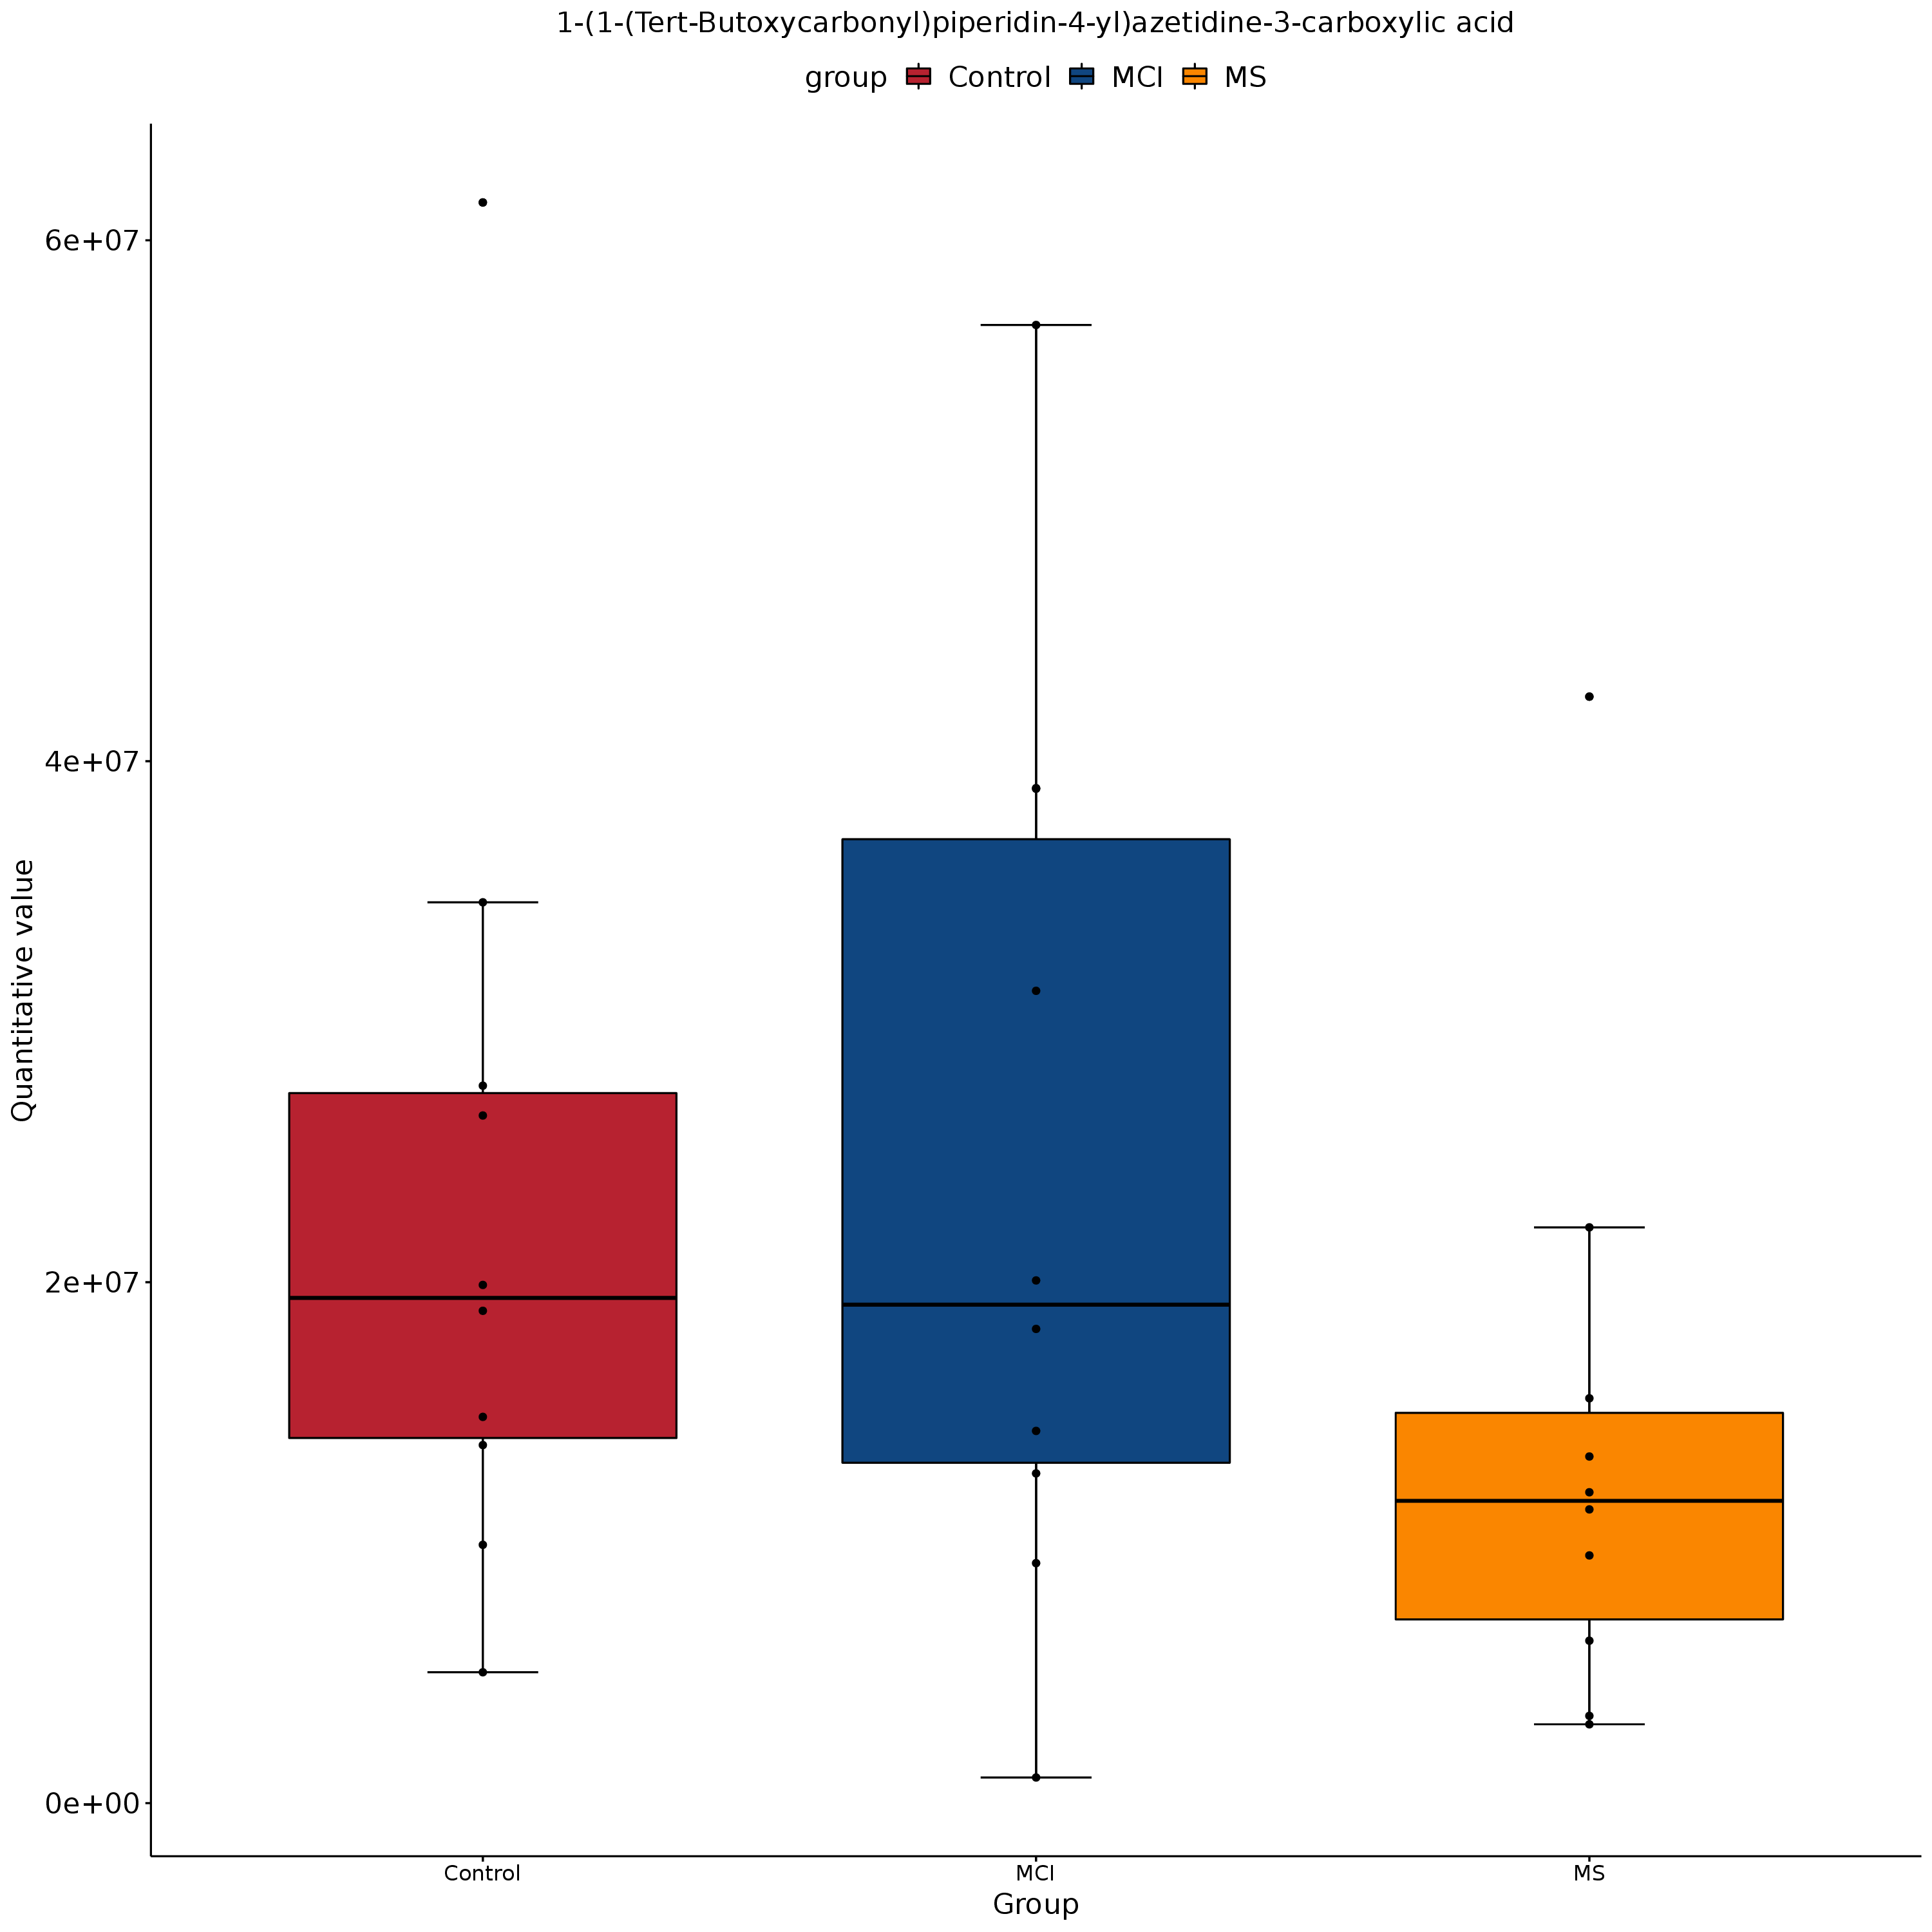 1-(1-(Tert-Butoxycarbonyl)piperidin-4-yl)azetidine-3-carboxylic acid
group Control MCI MS
6e+07
4e+07
2e+07
0e+00
Quantitative value
Control MCI MS
Group